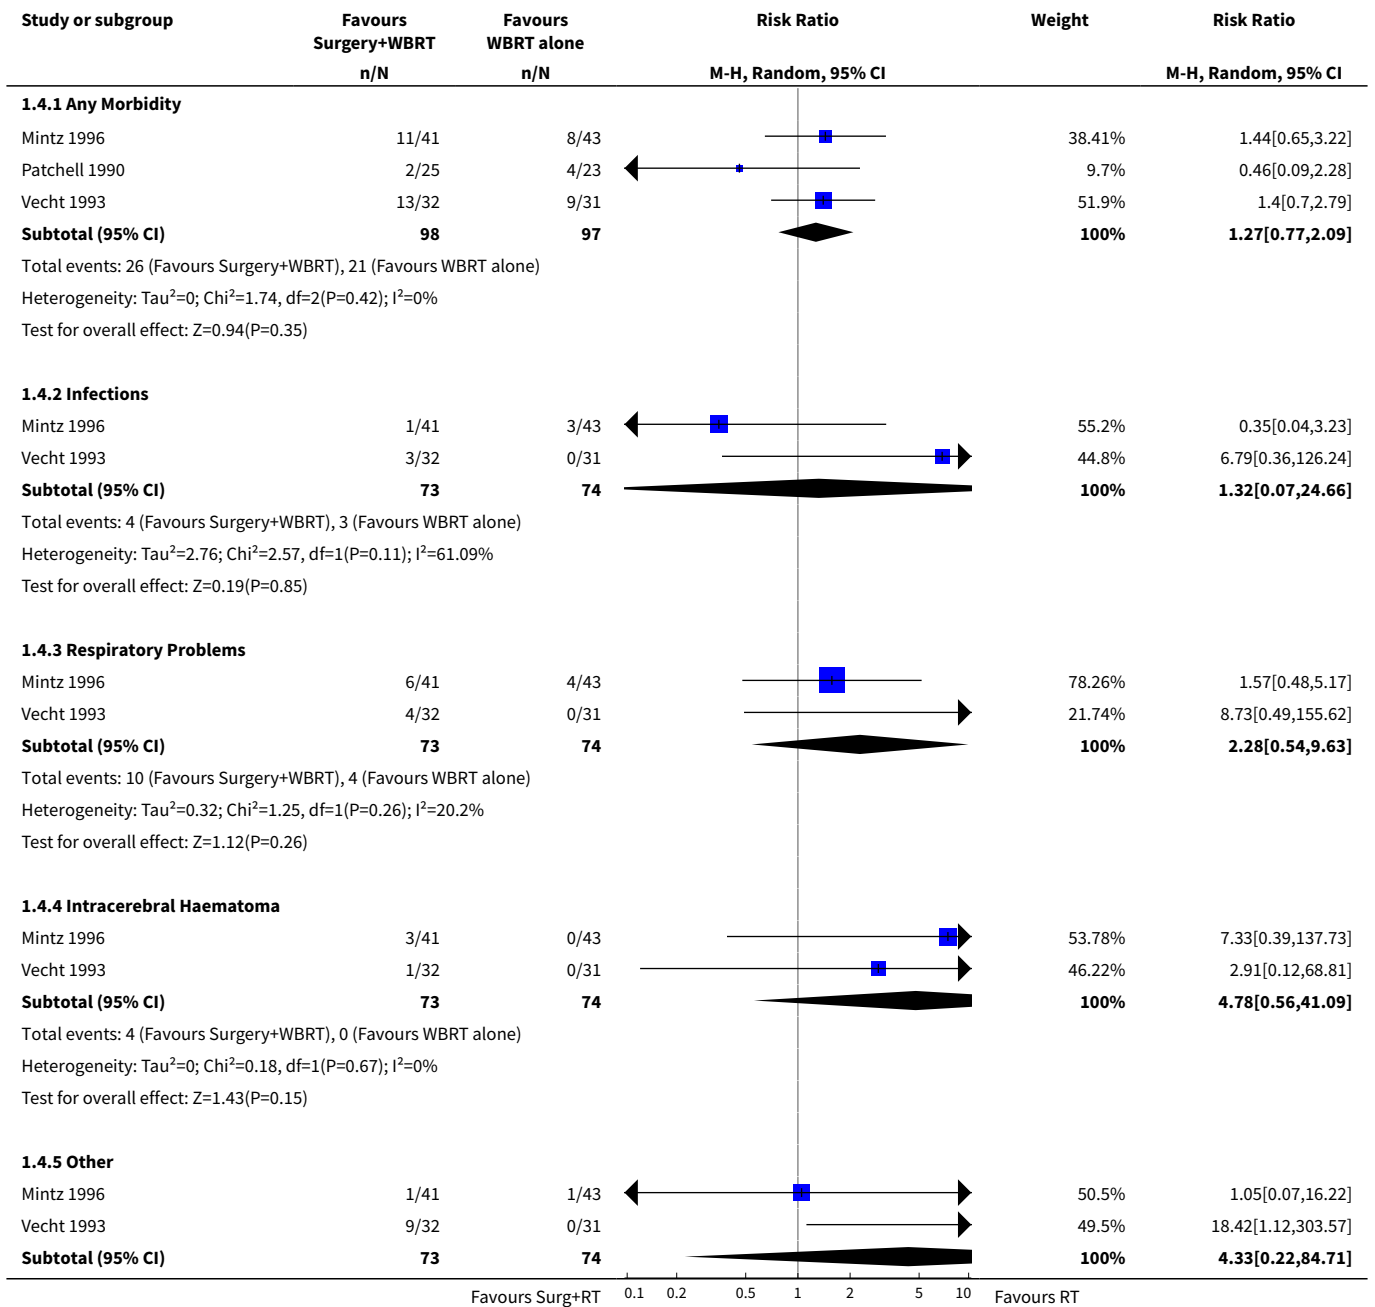 Study or subgroup Favours Surgery+WBRT Favours WBRT alone Risk Ratio Weight Risk Ratio
n/N n/N M-H, Random, 95% CI M-H, Random, 95% CI
1.4.1 Any Morbidity
Mintz 1996 11/41 8/43 38.41% 1.44[0.65,3.22]
Patchell 1990 2/25 4/23 9.7% 0.46[0.09,2.28]
Vecht 1993 13/32 9/31 51.9% 1.4[0.7,2.79]
Subtotal (95% CI) 98 97 100% 1.27[0.77,2.09]
Total events: 26 (Favours Surgery+WBRT), 21 (Favours WBRT alone)
Heterogeneity: Tau²=0; Chi²=1.74, df=2(P=0.42); I²=0%
Test for overall effect: Z=0.94(P=0.35)
1.4.2 Infections
Mintz 1996 1/41 3/43 55.2% 0.35[0.04,3.23]
Vecht 1993 3/32 0/31 44.8% 6.79[0.36,126.24]
Subtotal (95% CI) 73 74 100% 1.32[0.07,24.66]
Total events: 4 (Favours Surgery+WBRT), 3 (Favours WBRT alone)
Heterogeneity: Tau²=2.76; Chi²=2.57, df=1(P=0.11); I²=61.09%
Test for overall effect: Z=0.19(P=0.85)
1.4.3 Respiratory Problems
Mintz 1996 6/41 4/43 78.26% 1.57[0.48,5.17]
Vecht 1993 4/32 0/31 21.74% 8.73[0.49,155.62]
Subtotal (95% CI) 73 74 100% 2.28[0.54,9.63]
Total events: 10 (Favours Surgery+WBRT), 4 (Favours WBRT alone)
Heterogeneity: Tau²=0.32; Chi²=1.25, df=1(P=0.26); I²=20.2%
Test for overall effect: Z=1.12(P=0.26)
1.4.4 Intracerebral Haematoma
Mintz 1996 3/41 0/43 53.78% 7.33[0.39,137.73]
Vecht 1993 1/32 0/31 46.22% 2.91[0.12,68.81]
Subtotal (95% CI) 73 74 100% 4.78[0.56,41.09]
Total events: 4 (Favours Surgery+WBRT), 0 (Favours WBRT alone)
Heterogeneity: Tau²=0; Chi²=0.18, df=1(P=0.67); I²=0%
Test for overall effect: Z=1.43(P=0.15)
1.4.5 Other
Mintz 1996 1/41 1/43 50.5% 1.05[0.07,16.22]
Vecht 1993 9/32 0/31 49.5% 18.42[1.12,303.57]
Subtotal (95% CI) 73 74 100% 4.33[0.22,84.71]
Favours Surg+RT 0.1 0.2 0.5 1 2 5 10 Favours RT